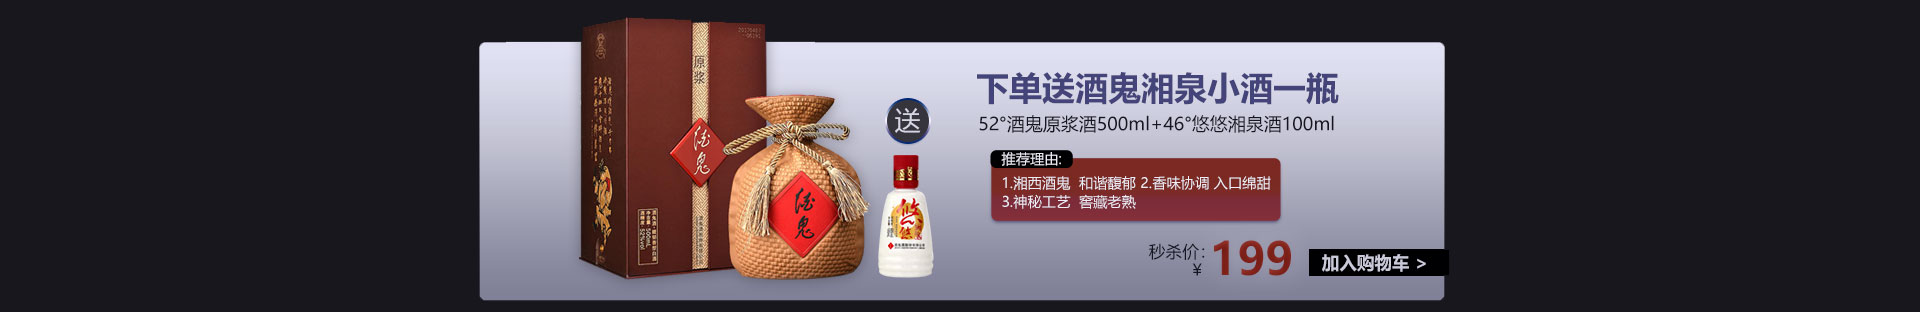 原浆
酒鬼
酒鬼
送
悠悠
下单送酒鬼湘泉小酒一瓶
52°酒鬼原浆酒500ml+46°悠悠湘泉酒100ml
推荐理由:
1.湘西酒鬼 和谐馥郁 2.香味协调 入口绵甜
3.神秘工艺 窖藏老熟
秒杀价:
¥ 199
加入购物车 >